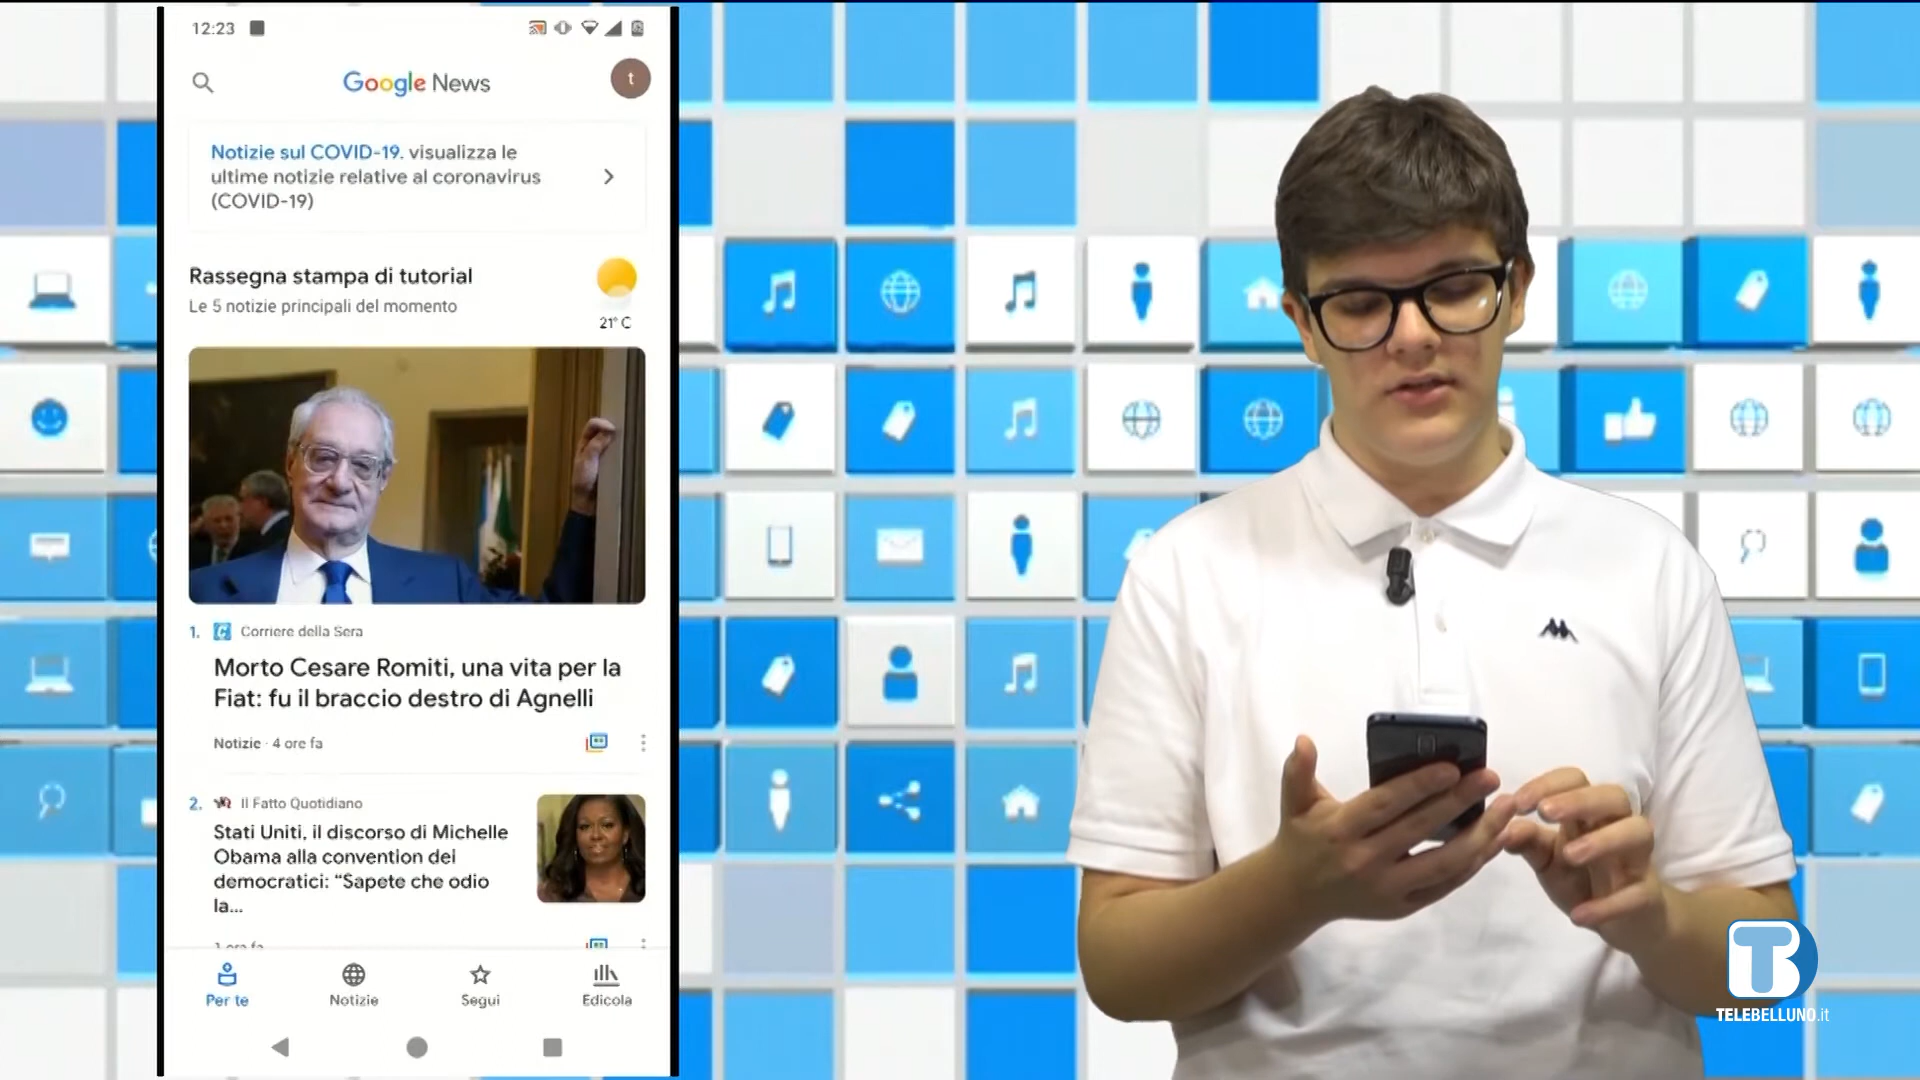 12:23
Google News
t
Notizie sul COVID-19. visualizza le
ultime notizie relative al coronavirus
(COVID-19)
Rassegna stampa di tutorial
Le 5 notizie principali del momento
21° C
1. Corriere della Sera
Morto Cesare Romiti, una vita per la
Fiat: fu il braccio destro di Agnelli
Notizie · 4 ore fa
2. Il Fatto Quotidiano
Stati Uniti, il discorso di Michelle
Obama alla convention dei
democratici: “Sapete che odio
la...
Per te
Notizie
Segui
Edicola
TB
TELEBELLUNO.it